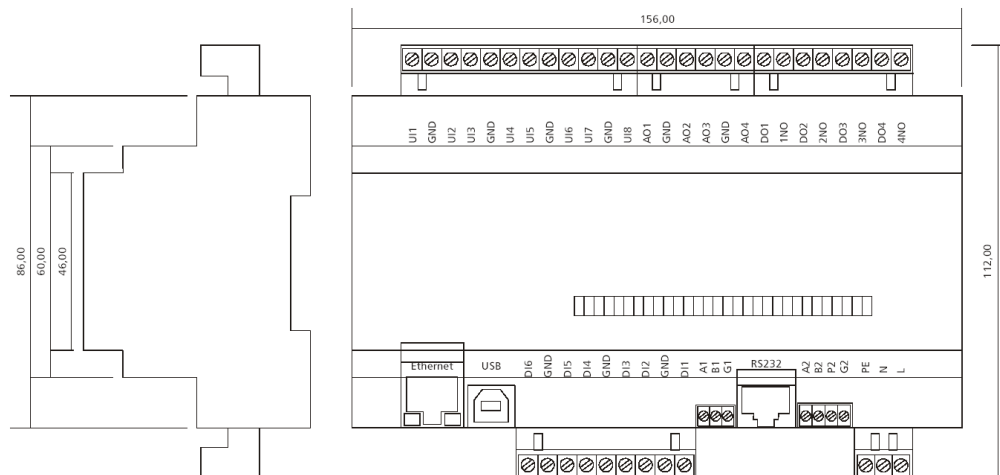 156,00
UI1 GND UI2 UI3 GND UI4 UI5 GND UI6 UI7 GND UI8 AO1 GND AO2 AO3 GND AO4 DO1 1NO DO2 2NO DO3 3NO DO4 4NO
86,00
60,00
46,00
112,00
Ethernet USB DI6 GND DI5 DI4 GND DI3 DI2 GND DI1 A1 B1 G1 RS232 A2 B2 P2 G2 PE N L